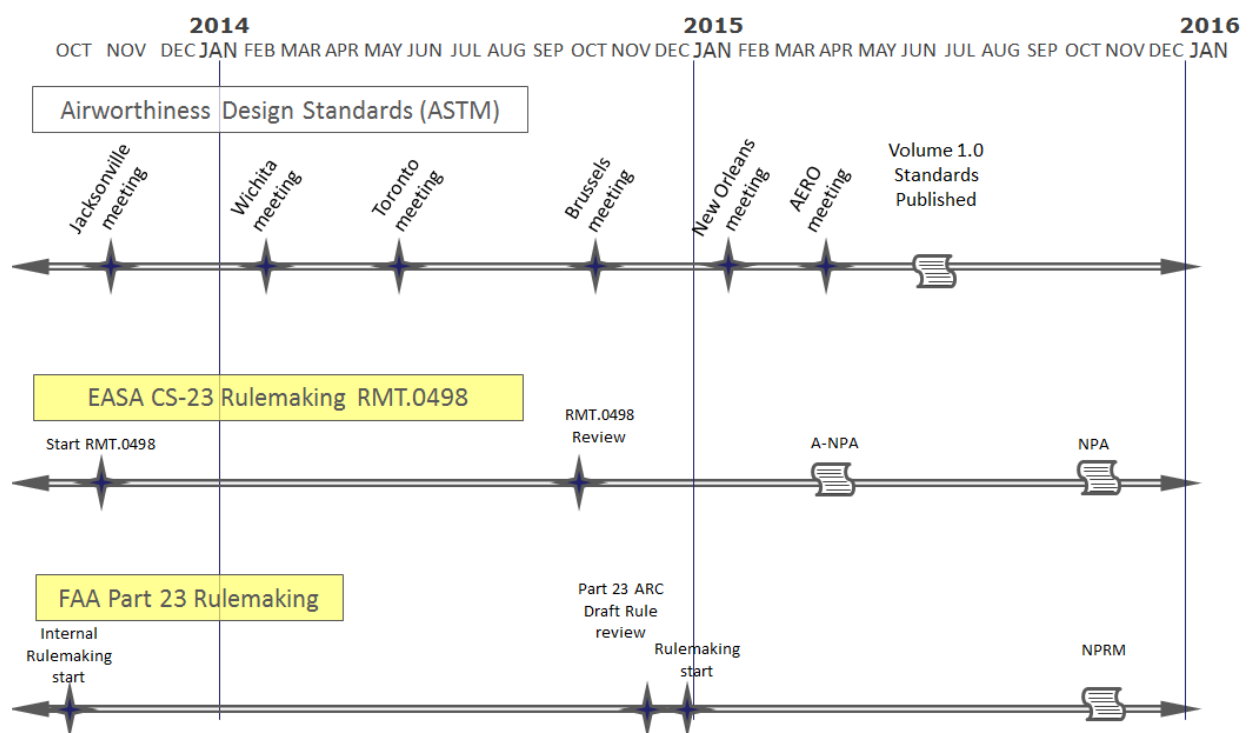 2014 2015 2016
OCT NOV DEC JAN FEB MAR APR MAY JUN JUL AUG SEP OCT NOV DEC JAN FEB MAR APR MAY JUN JUL AUG SEP OCT NOV DEC JAN
Airworthiness Design Standards (ASTM)
Jacksonville
meeting
Wichita
meeting
Toronto
meeting
Brussels
meeting
New Orleans
meeting
AERO
meeting
Volume 1.0
Standards
Published
EASA CS-23 Rulemaking RMT.0498
Start RMT.0498
RMT.0498
Review
A-NPA
NPA
FAA Part 23 Rulemaking
Internal
Rulemaking
start
Part 23 ARC
Draft Rule
review
Rulemaking
start
NPRM